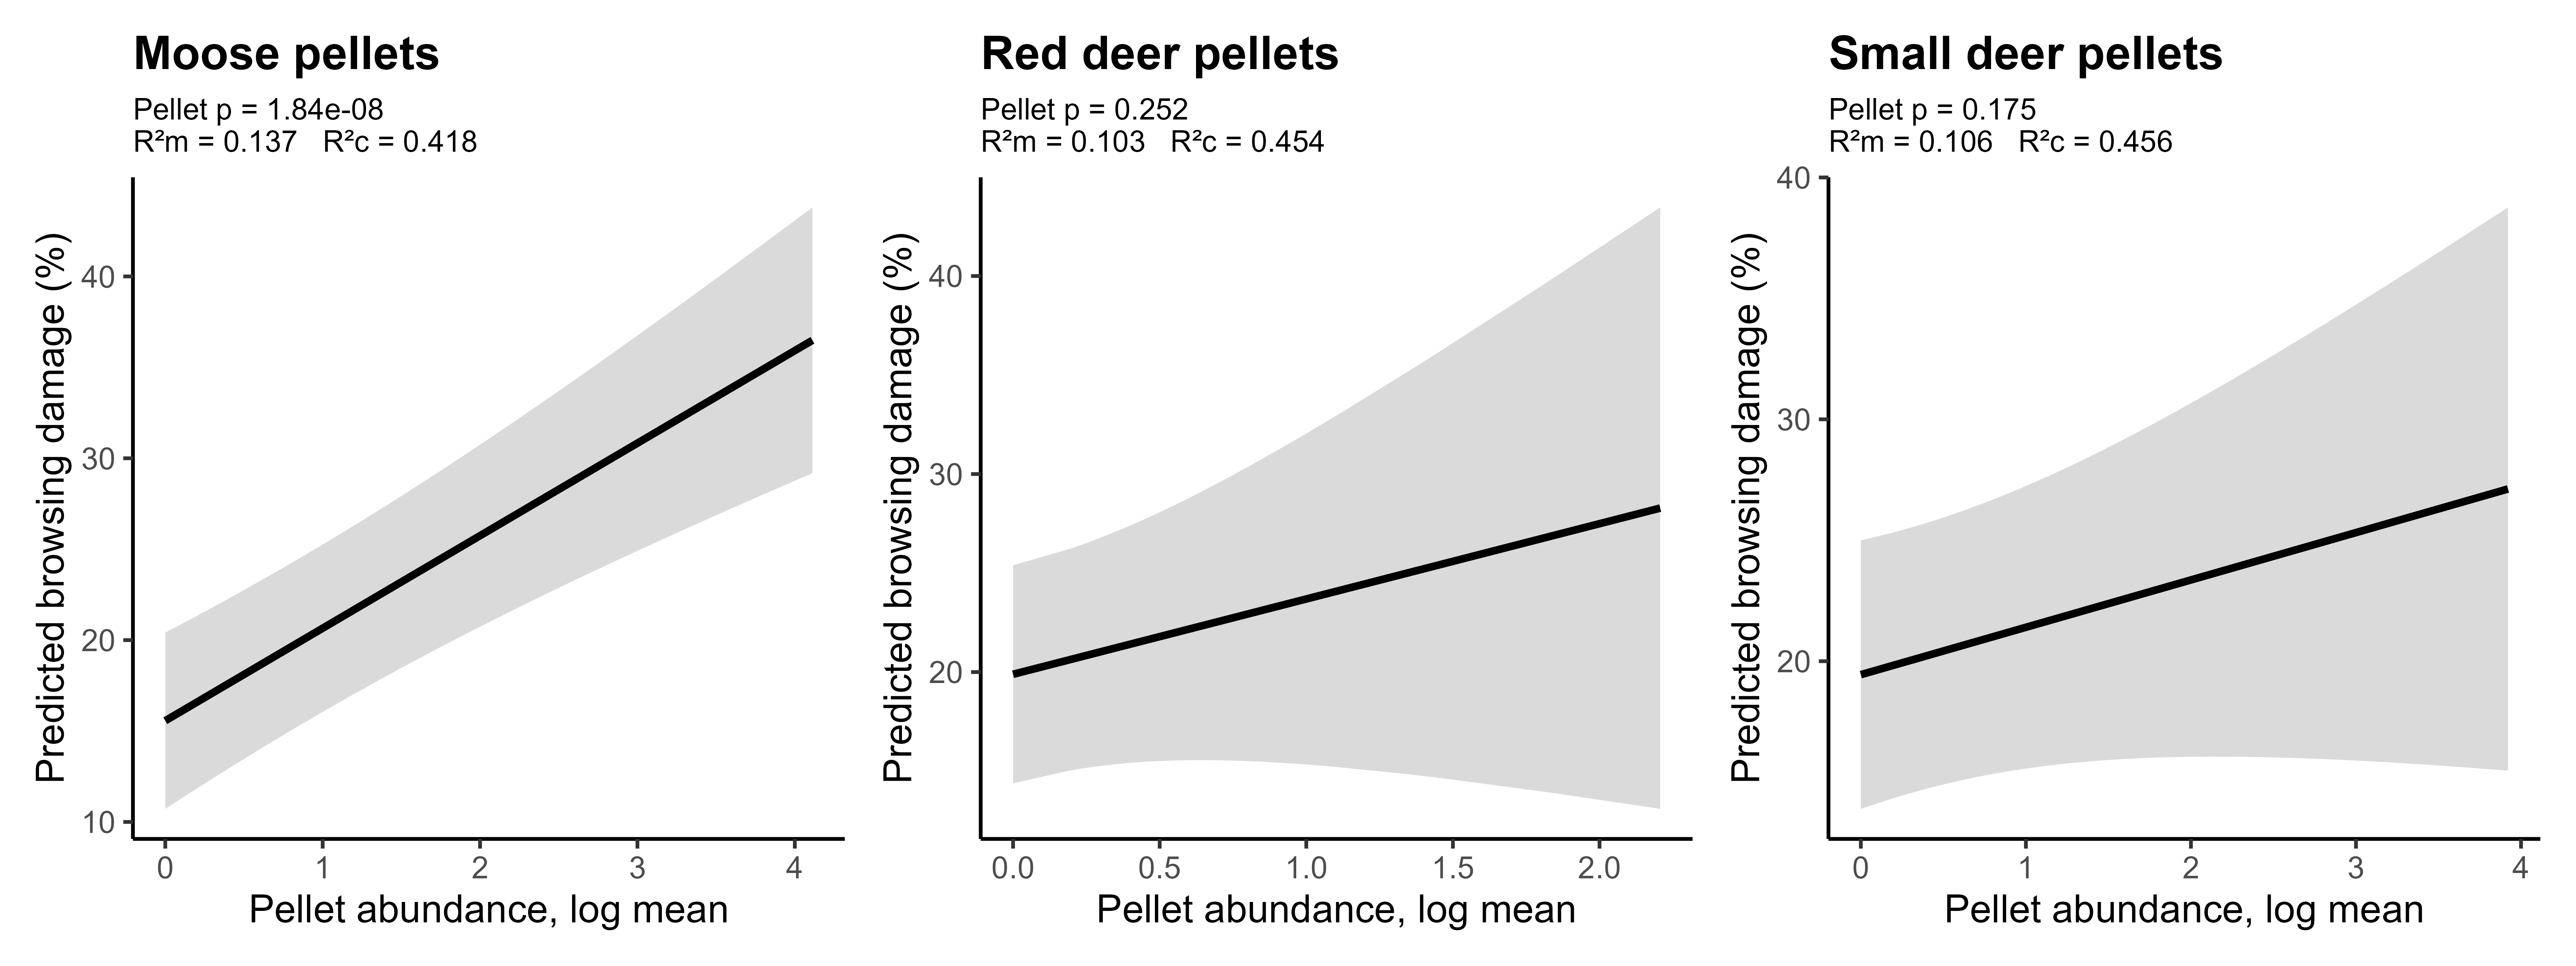 Moose pellets
Pellet p = 1.84e-08
R²m = 0.137   R²c = 0.418
Predicted browsing damage (%)
40
30
20
10
0
1
2
3
4
Pellet abundance, log mean
Red deer pellets
Pellet p = 0.252
R²m = 0.103   R²c = 0.454
Predicted browsing damage (%)
40
30
20
0.0
0.5
1.0
1.5
2.0
Pellet abundance, log mean
Small deer pellets
Pellet p = 0.175
R²m = 0.106   R²c = 0.456
Predicted browsing damage (%)
40
30
20
0
1
2
3
4
Pellet abundance, log mean